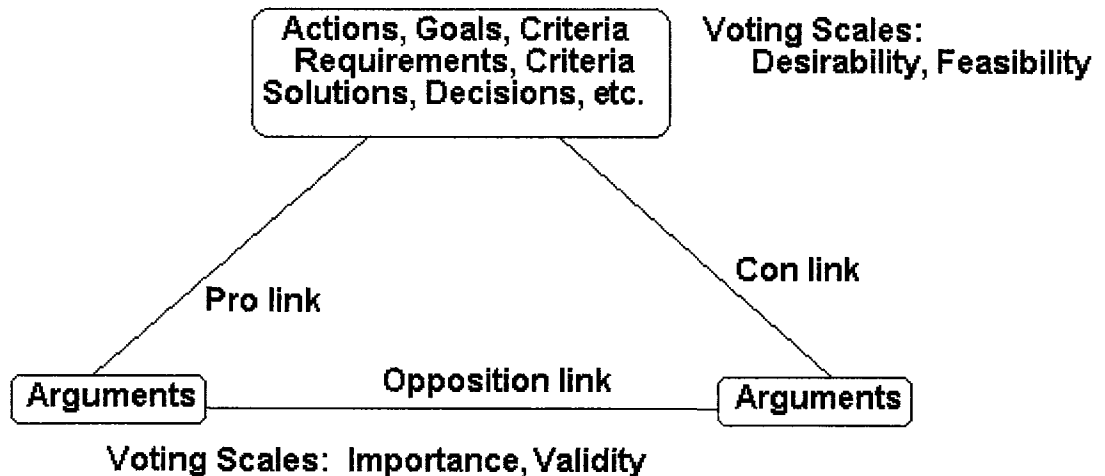 Actions, Goals, Criteria
Requirements, Criteria
Solutions, Decisions, etc.
Voting Scales:
Desirability, Feasibility
Pro link
Con link
Arguments
Opposition link
Arguments
Voting Scales: Importance, Validity